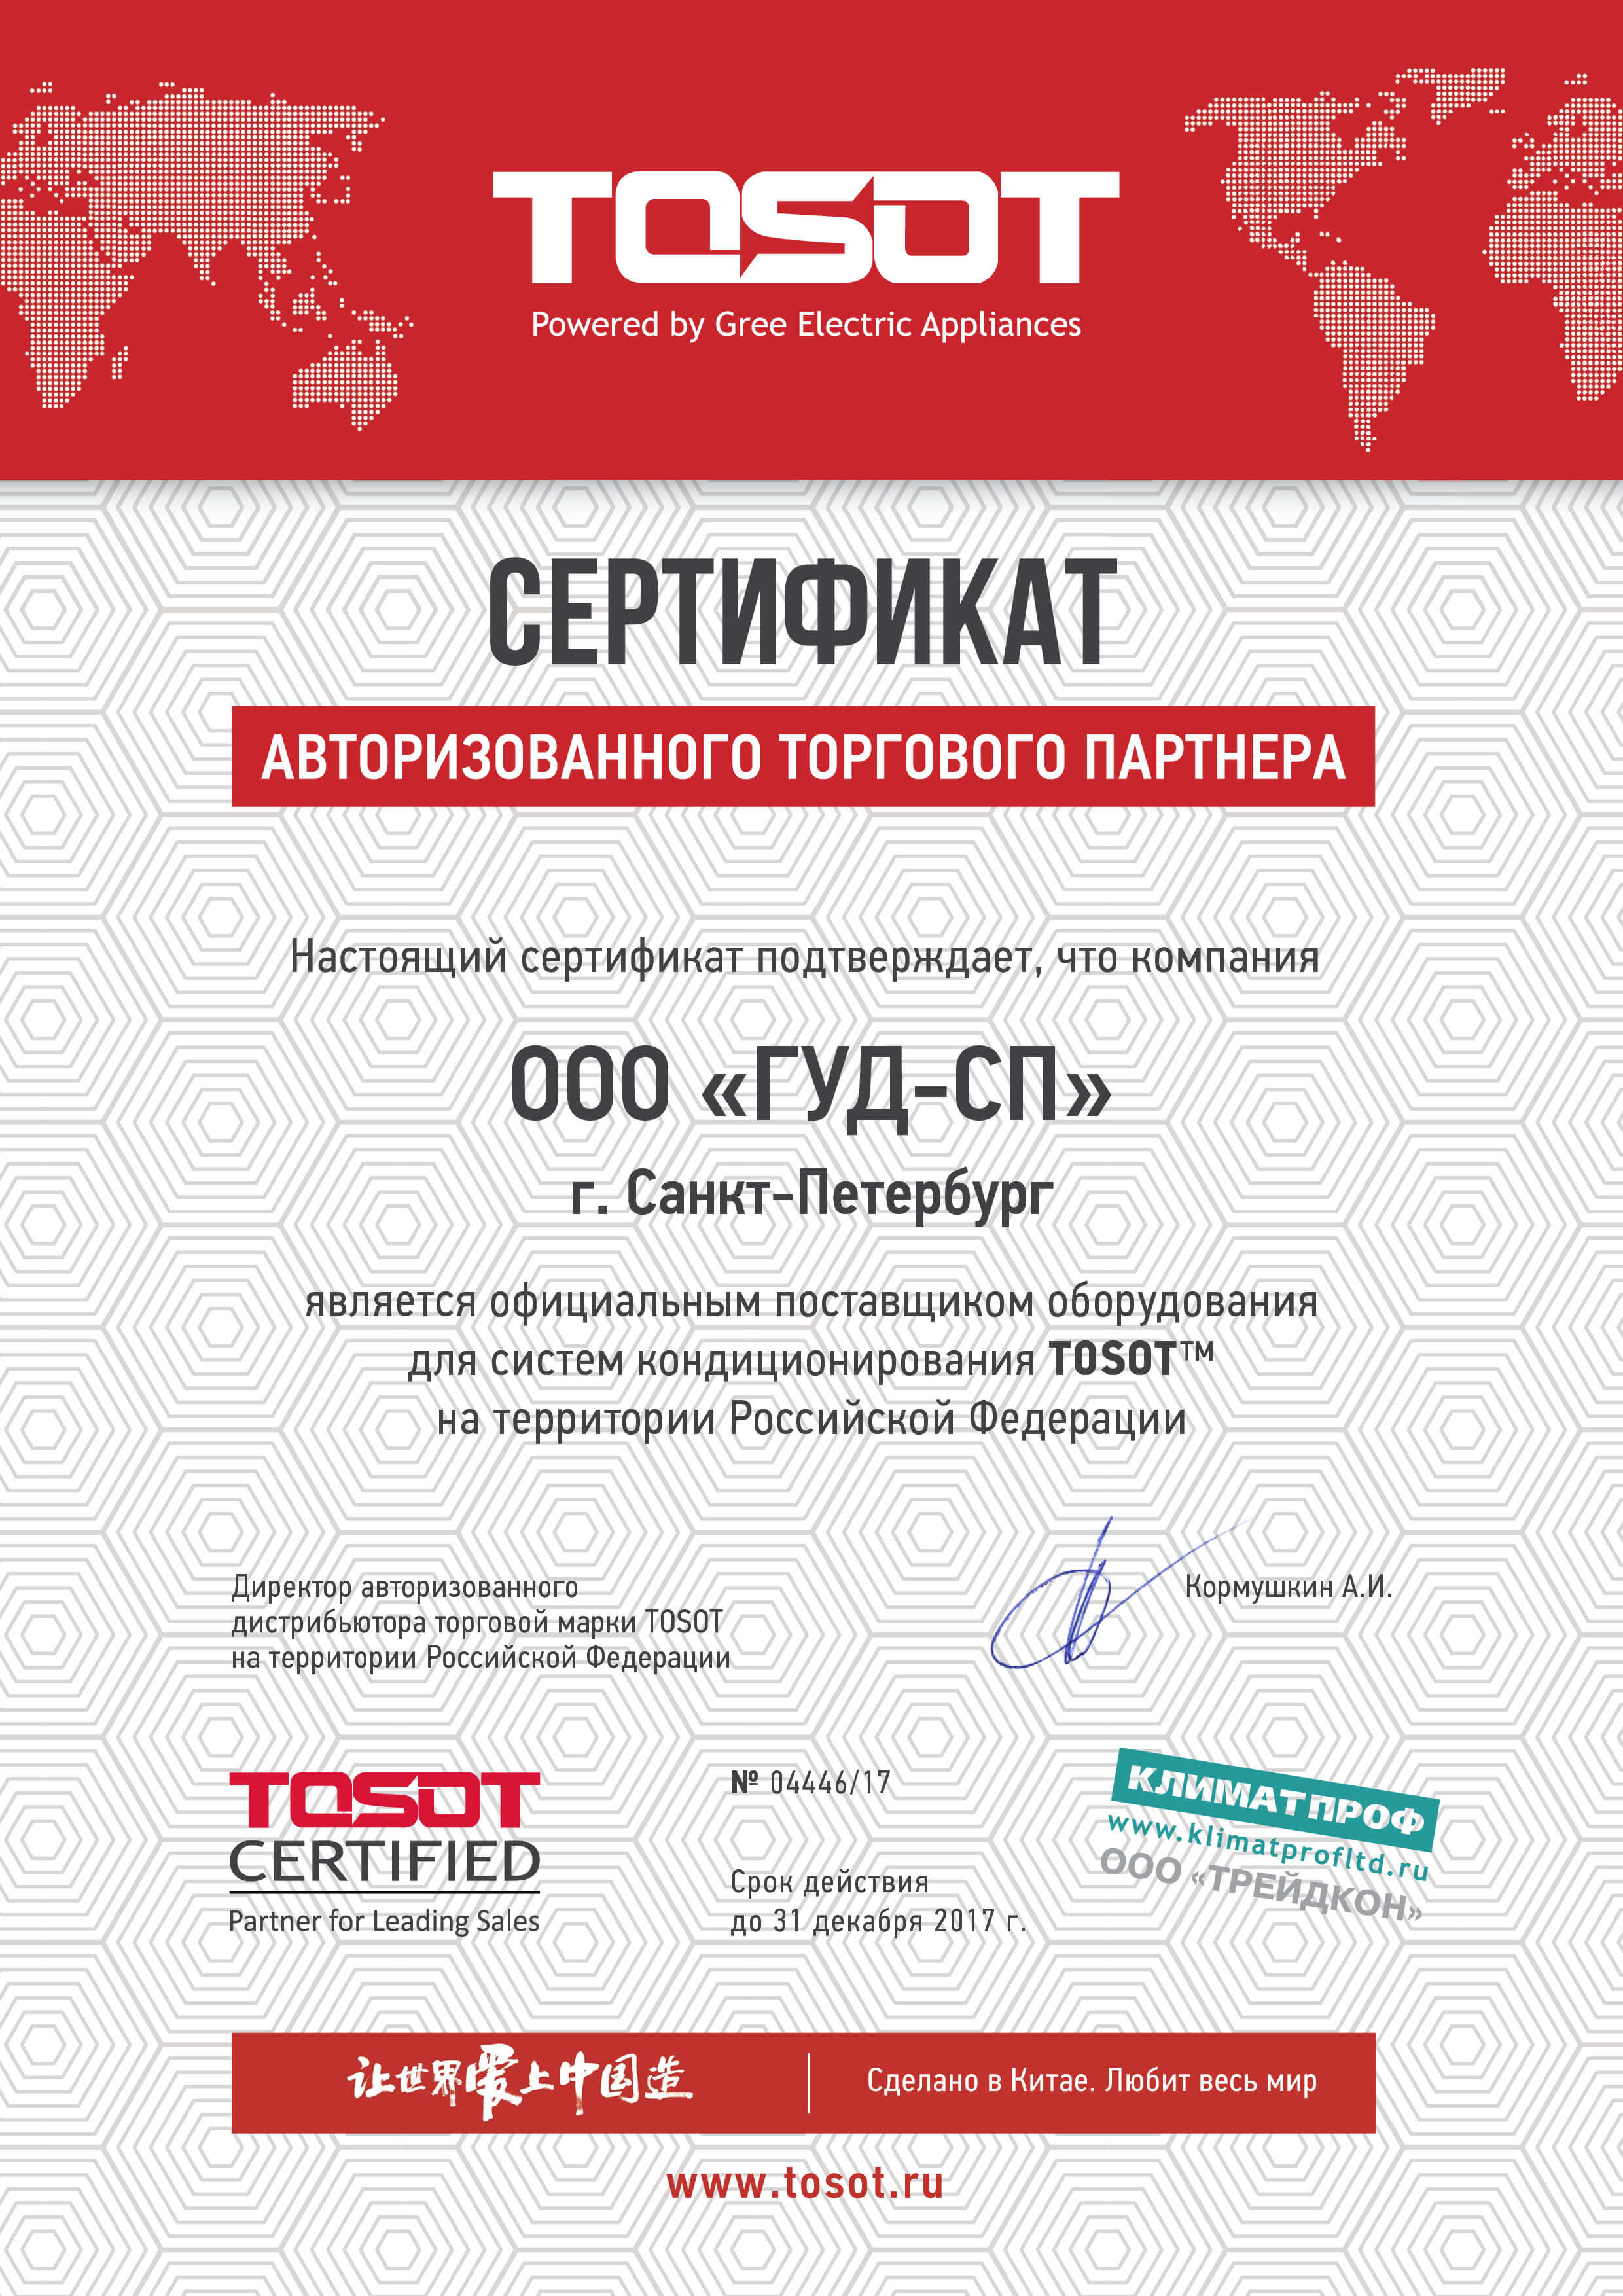 TOSOT
Powered by Gree Electric Appliances
СЕРТИФИКАТ
АВТОРИЗОВАННОГО ТОРГОВОГО ПАРТНЕРА
Настоящий сертификат подтверждает, что компания
ООО «ГУД-СП»
г. Санкт-Петербург
является официальным поставщиком оборудования
для систем кондиционирования TOSOT™
на территории Российской Федерации
Директор авторизованного
дистрибьютора торговой марки TOSOT
на территории Российской Федерации
Кормушкин А.И.
TOSOT
CERTIFIED
Partner for Leading Sales
№ 04446/17
Срок действия
до 31 декабря 2017 г.
КЛИМАТПРОФ
www.klimatprofltd.ru
ООО «ТРЕЙДКОН»
让世界爱上中国造
Сделано в Китае. Любит весь мир
www.tosot.ru